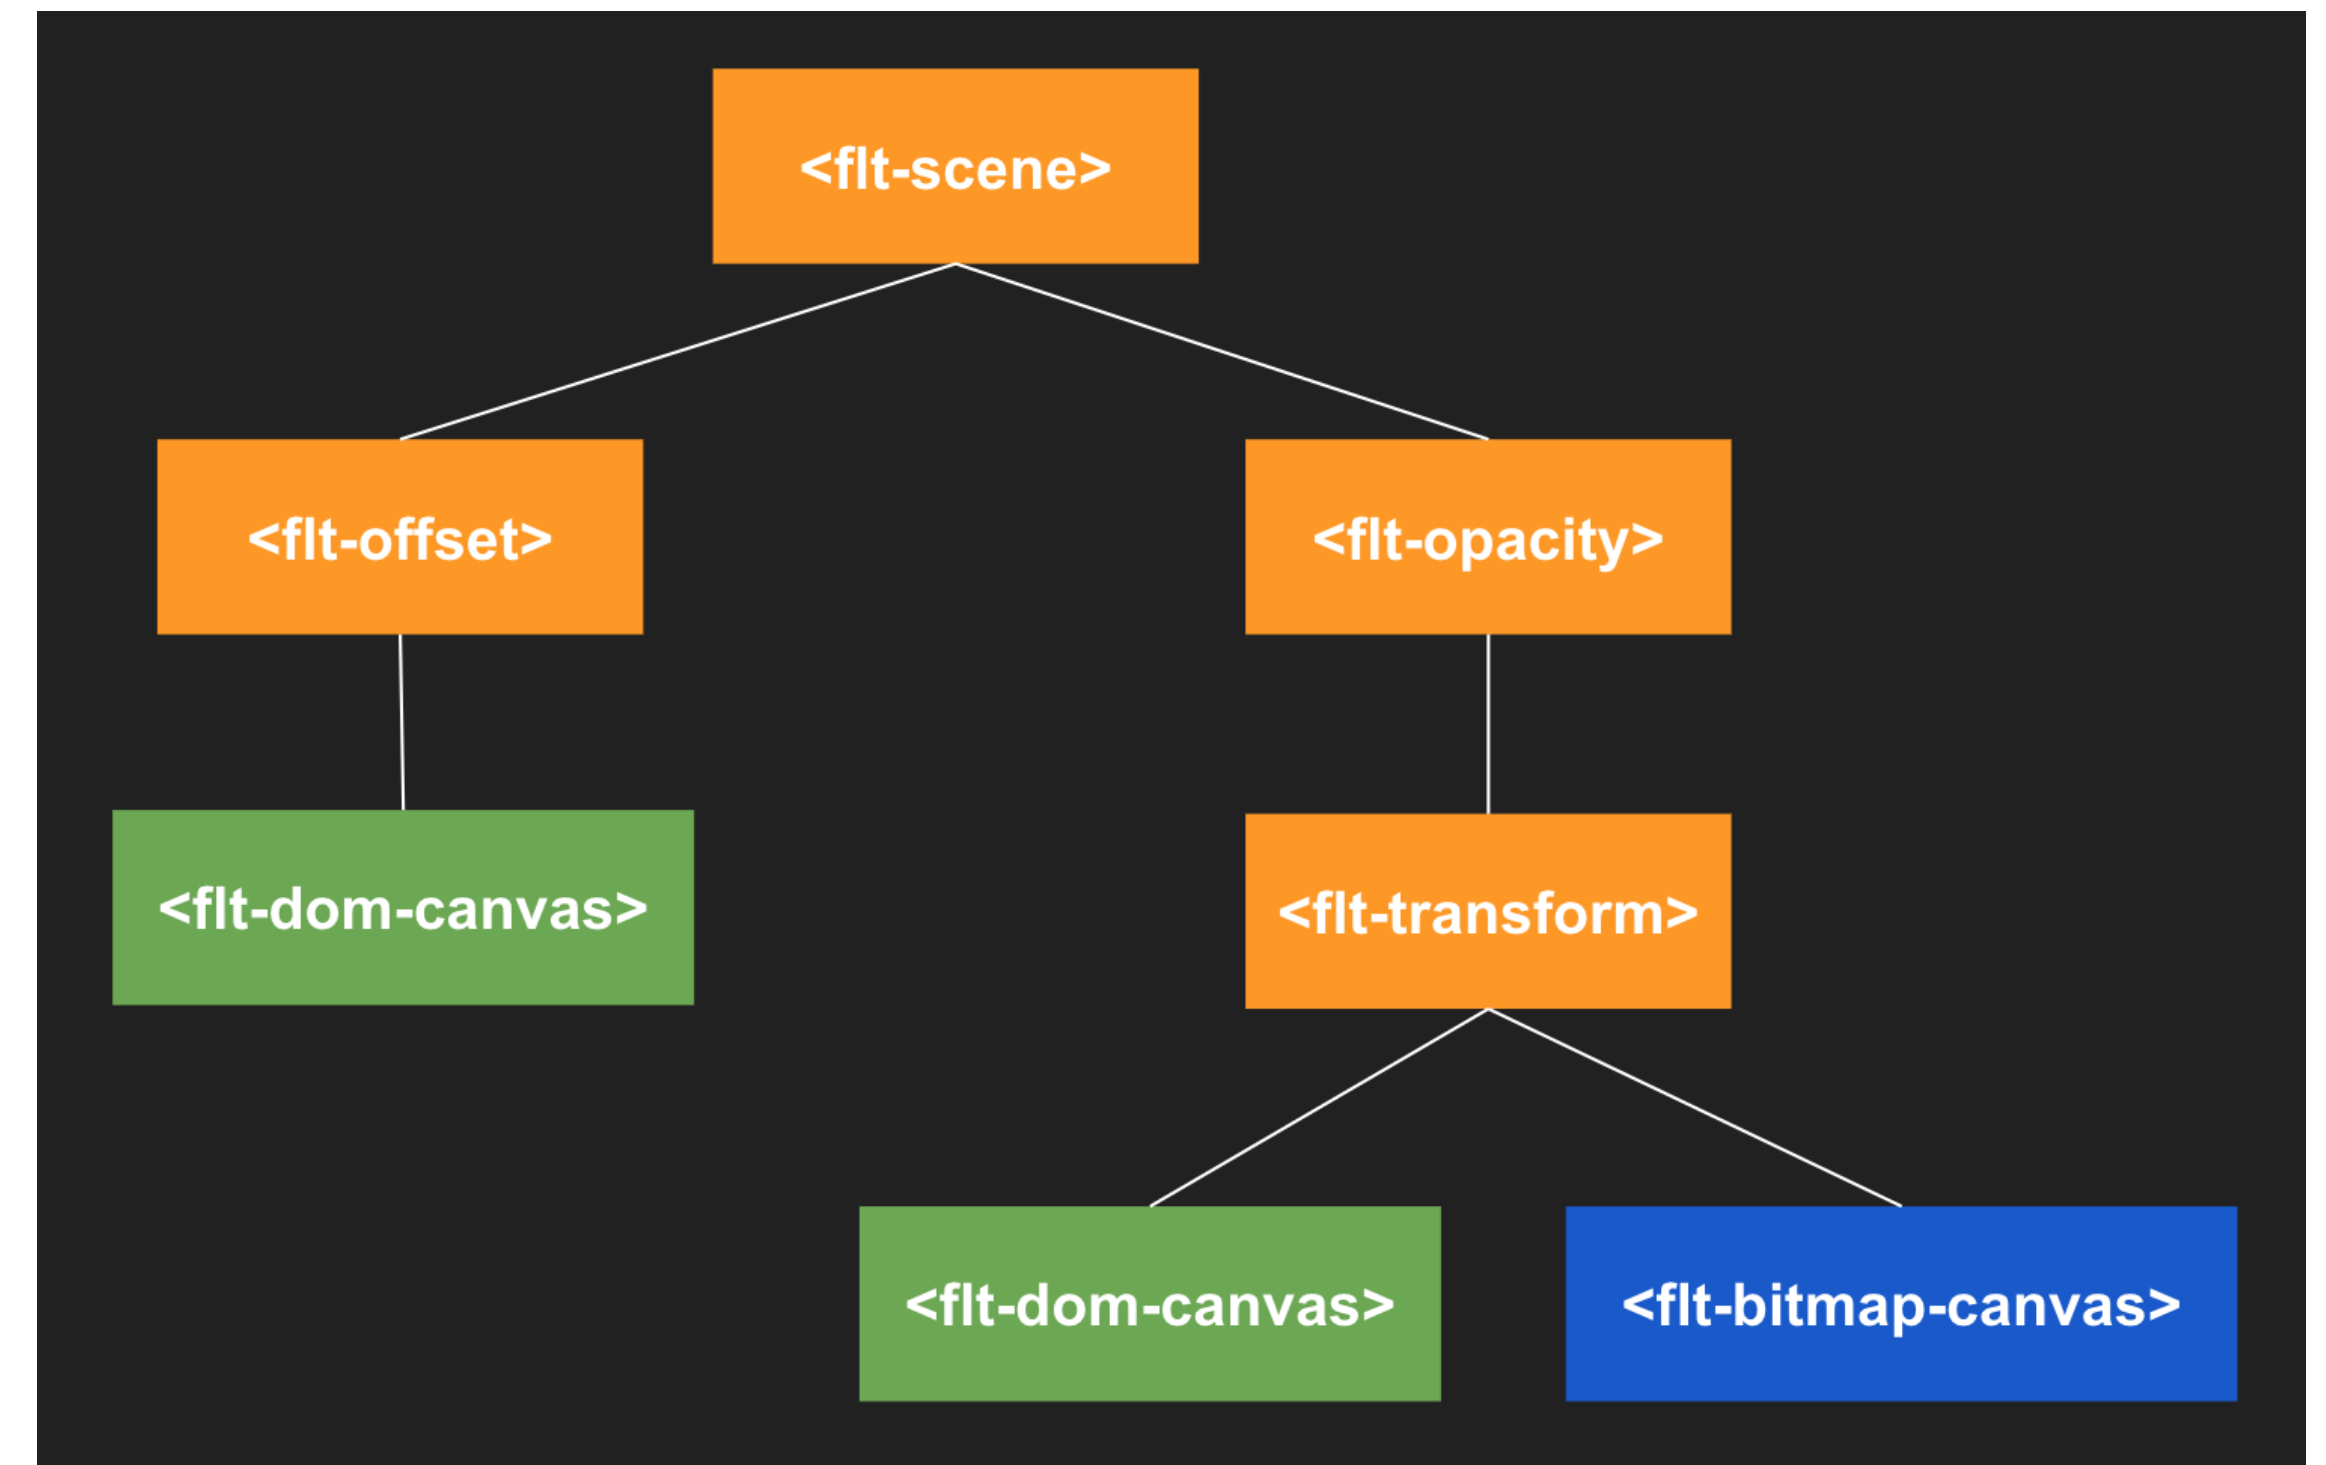 <flt-scene>
<flt-offset>
<flt-opacity>
<flt-dom-canvas>
<flt-transform>
<flt-dom-canvas>
<flt-bitmap-canvas>